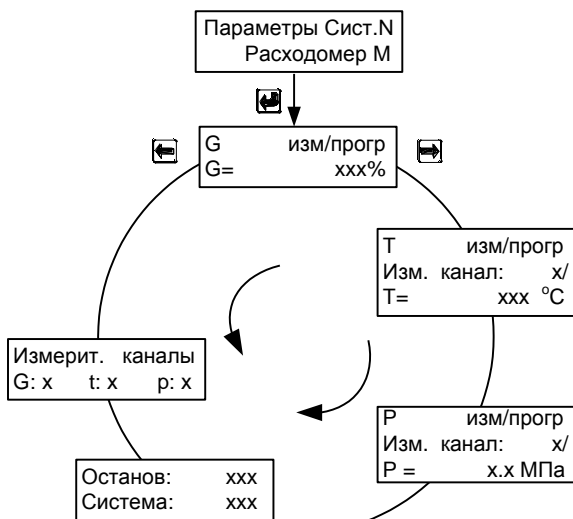 Параметры Сист.N
Расходомер М
G изм/прогр
G= xxx%
T изм/прогр
Изм. канал: x/
T= xxx °C
Измерит. каналы
G: x t: x p: x
P изм/прогр
Изм. канал: x/
P = x.x МПа
Останов: xxx
Система: xxx